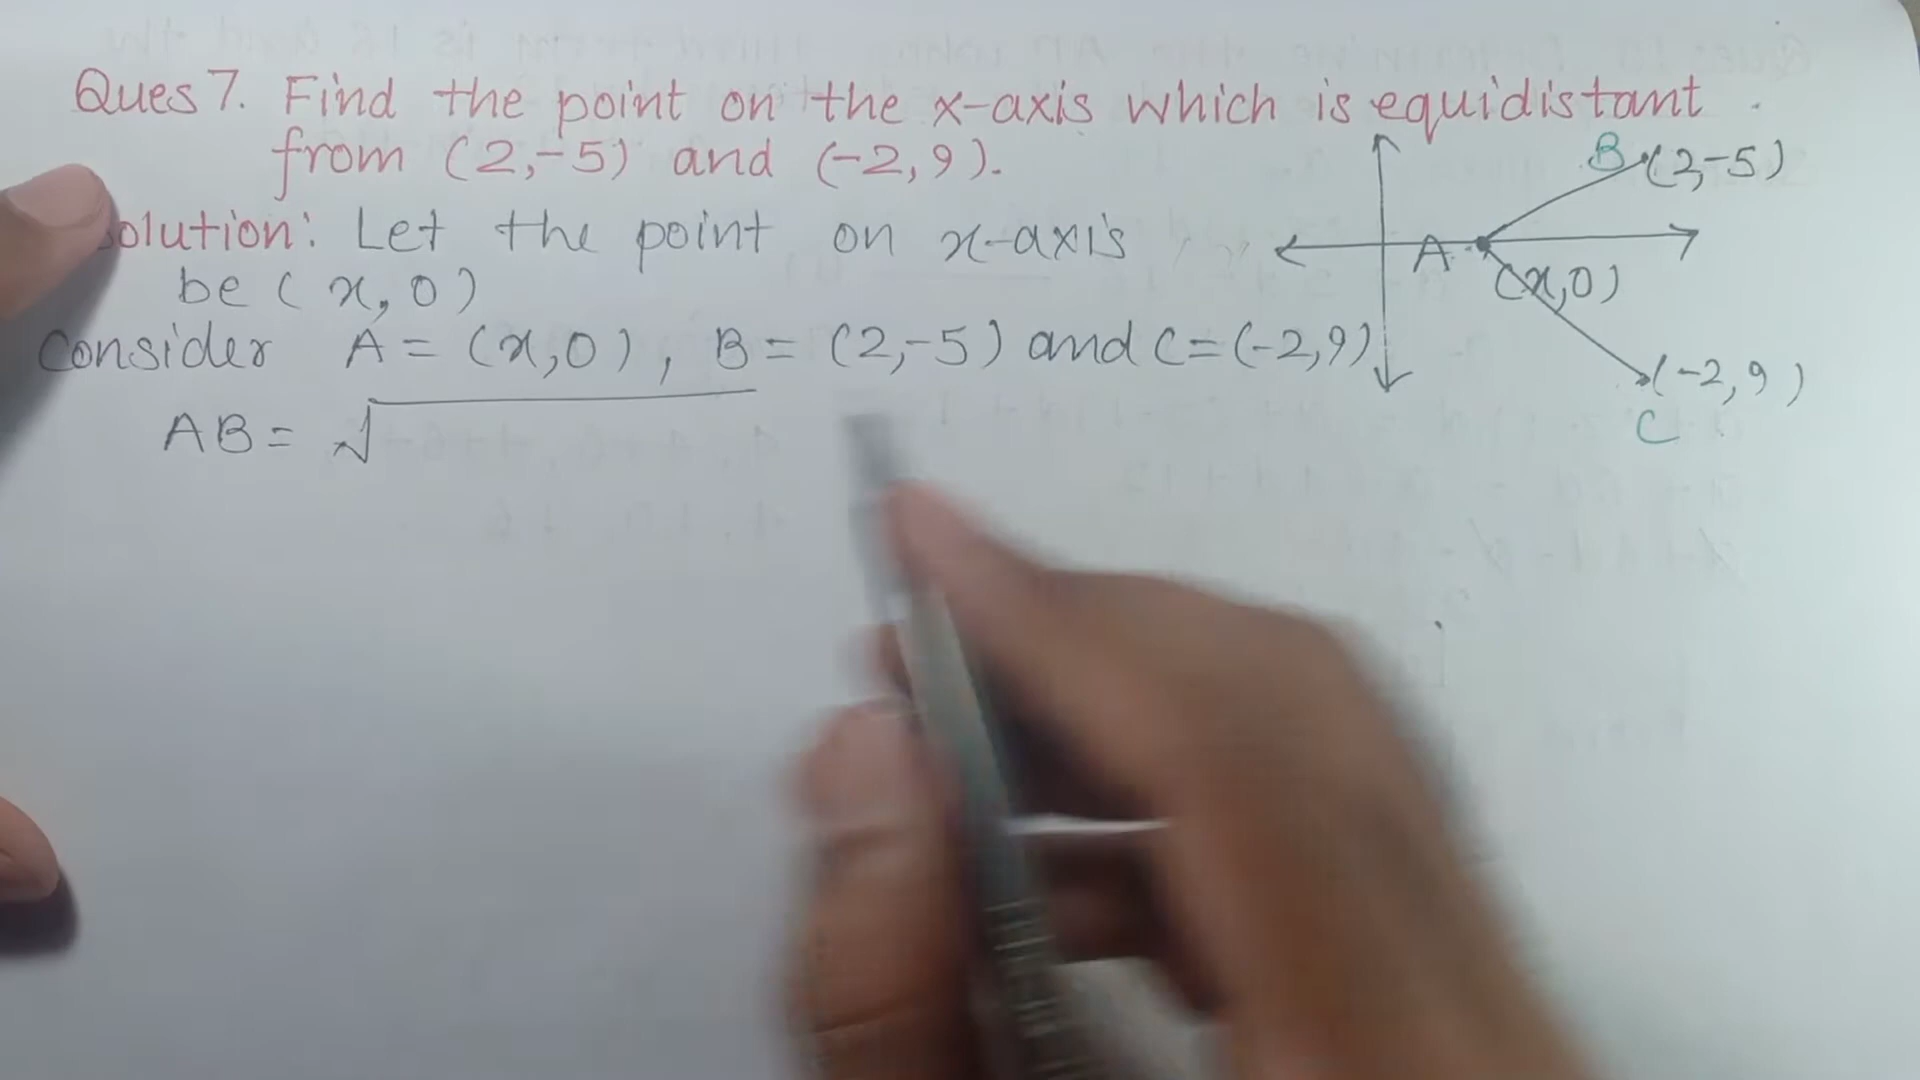 Ques 7. Find the point on the x-axis which is equidistant
from (2,-5) and (-2,9).
olution: Let the point on x-axis
be (x,0)
Consider A = (x,0), B = (2,-5) and C = (-2,9)
AB = √
B (2,-5)
A
(x,0)
(-2,9)
C